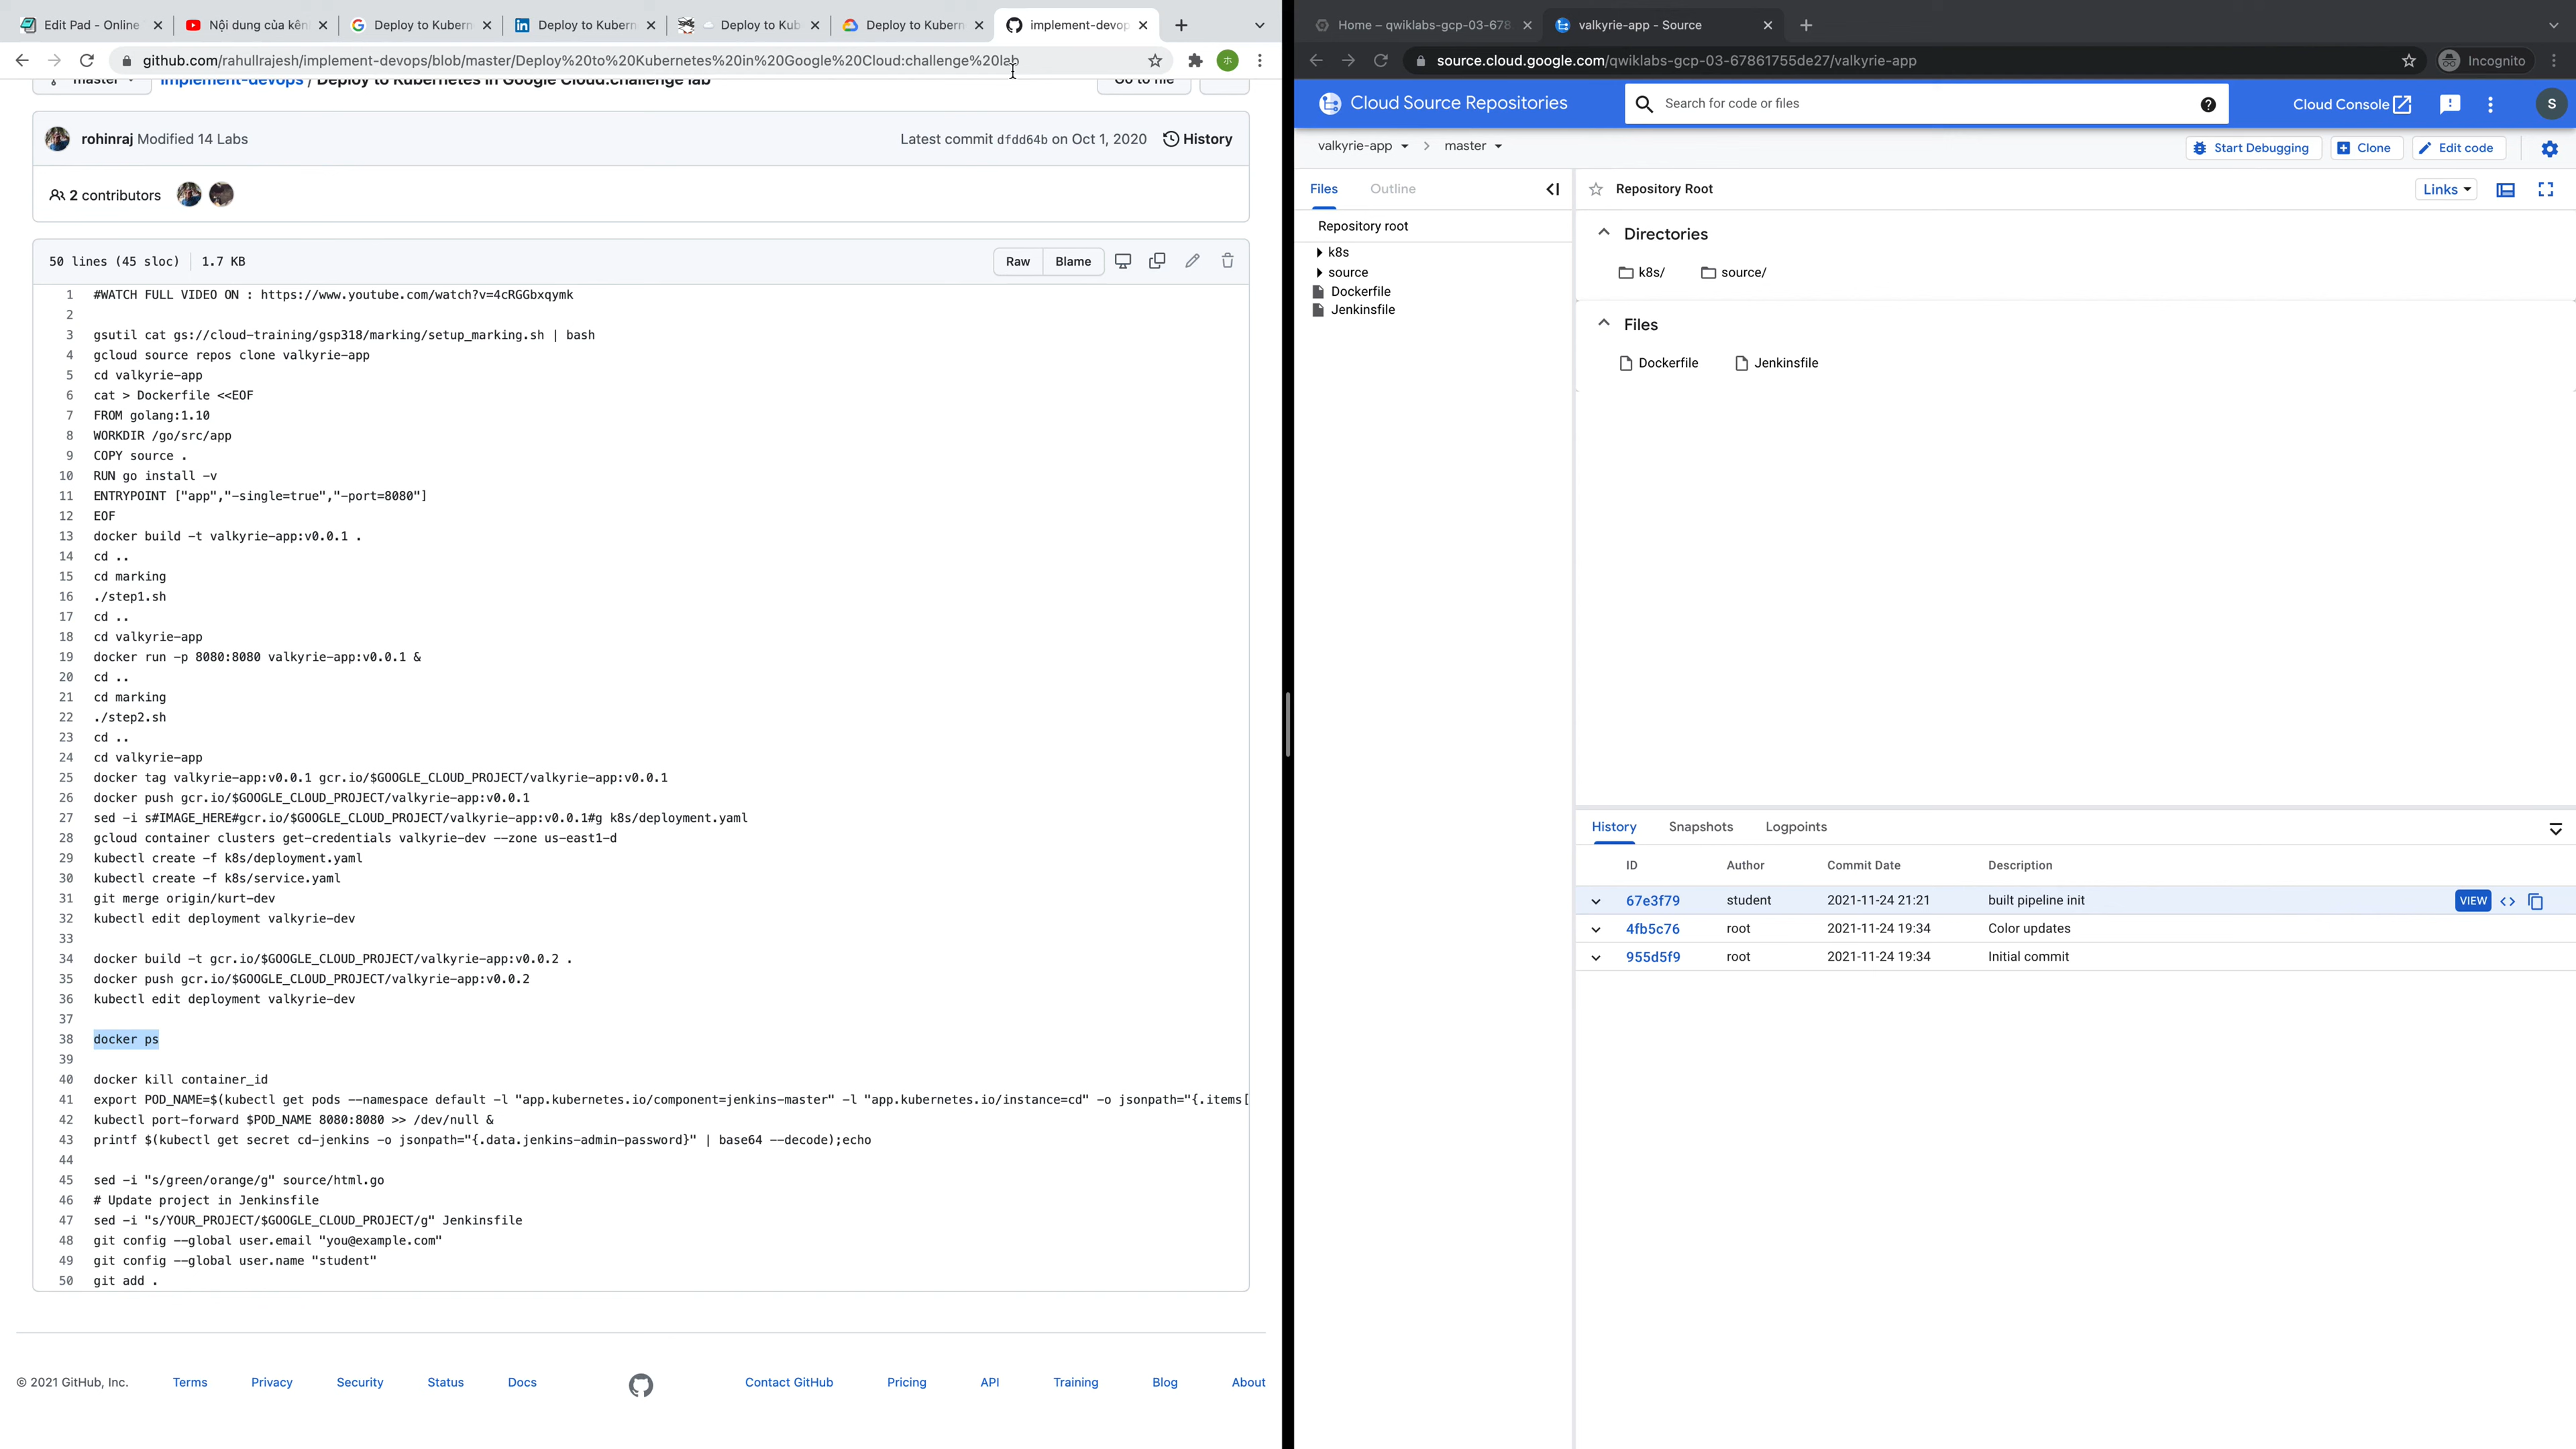 Edit Pad - Online
Nội dung của kên
Deploy to Kubern
Deploy to Kubern
Deploy to Kub
Deploy to Kubern
implement-devop
github.com/rahullrajesh/implement-devops/blob/master/Deploy%20to%20Kubernetes%20in%20Google%20Cloud:challenge%20lab
master
implement-devops / Deploy to Kubernetes in Google Cloud:challenge lab
Go to file
rohinraj Modified 14 Labs
Latest commit dfdd64b on Oct 1, 2020
History
2 contributors
50 lines (45 sloc)
1.7 KB
Raw
Blame
1 #WATCH FULL VIDEO ON : https://www.youtube.com/watch?v=4cRGGbxqymk
2
3 gsutil cat gs://cloud-training/gsp318/marking/setup_marking.sh | bash
4 gcloud source repos clone valkyrie-app
5 cd valkyrie-app
6 cat > Dockerfile <<EOF
7 FROM golang:1.10
8 WORKDIR /go/src/app
9 COPY source .
10 RUN go install -v
11 ENTRYPOINT ["app","-single=true","-port=8080"]
12 EOF
13 docker build -t valkyrie-app:v0.0.1 .
14 cd ..
15 cd marking
16 ./step1.sh
17 cd ..
18 cd valkyrie-app
19 docker run -p 8080:8080 valkyrie-app:v0.0.1 &
20 cd ..
21 cd marking
22 ./step2.sh
23 cd ..
24 cd valkyrie-app
25 docker tag valkyrie-app:v0.0.1 gcr.io/$GOOGLE_CLOUD_PROJECT/valkyrie-app:v0.0.1
26 docker push gcr.io/$GOOGLE_CLOUD_PROJECT/valkyrie-app:v0.0.1
27 sed -i s#IMAGE_HERE#gcr.io/$GOOGLE_CLOUD_PROJECT/valkyrie-app:v0.0.1#g k8s/deployment.yaml
28 gcloud container clusters get-credentials valkyrie-dev --zone us-east1-d
29 kubectl create -f k8s/deployment.yaml
30 kubectl create -f k8s/service.yaml
31 git merge origin/kurt-dev
32 kubectl edit deployment valkyrie-dev
33
34 docker build -t gcr.io/$GOOGLE_CLOUD_PROJECT/valkyrie-app:v0.0.2 .
35 docker push gcr.io/$GOOGLE_CLOUD_PROJECT/valkyrie-app:v0.0.2
36 kubectl edit deployment valkyrie-dev
37
38 docker ps
39
40 docker kill container_id
41 export POD_NAME=$(kubectl get pods --namespace default -l "app.kubernetes.io/component=jenkins-master" -l "app.kubernetes.io/instance=cd" -o jsonpath="{.items[
42 kubectl port-forward $POD_NAME 8080:8080 >> /dev/null &
43 printf $(kubectl get secret cd-jenkins -o jsonpath="{.data.jenkins-admin-password}" | base64 --decode);echo
44
45 sed -i "s/green/orange/g" source/html.go
46 # Update project in Jenkinsfile
47 sed -i "s/YOUR_PROJECT/$GOOGLE_CLOUD_PROJECT/g" Jenkinsfile
48 git config --global user.email "you@example.com"
49 git config --global user.name "student"
50 git add .
© 2021 GitHub, Inc.
Terms
Privacy
Security
Status
Docs
Contact GitHub
Pricing
API
Training
Blog
About
Home – qwiklabs-gcp-03-678
valkyrie-app - Source
source.cloud.google.com/qwiklabs-gcp-03-67861755de27/valkyrie-app
Incognito
Cloud Source Repositories
Search for code or files
Cloud Console
S
valkyrie-app
master
Start Debugging
Clone
Edit code
Files
Outline
Repository Root
Links
Repository root
k8s
source
Dockerfile
Jenkinsfile
Directories
k8s/
source/
Files
Dockerfile
Jenkinsfile
History
Snapshots
Logpoints
ID Author Commit Date Description
67e3f79 student 2021-11-24 21:21 built pipeline init VIEW <>
4fb5c76 root 2021-11-24 19:34 Color updates
955d5f9 root 2021-11-24 19:34 Initial commit